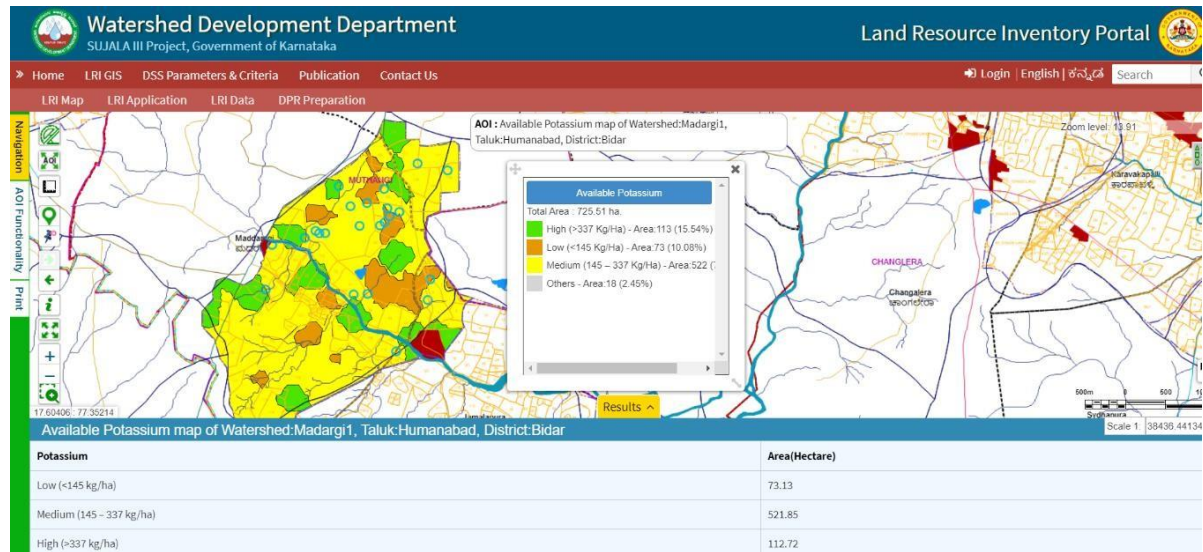 Watershed Development Department
SUJALA III Project, Government of Karnataka
Land Resource Inventory Portal
» Home LRI GIS DSS Parameters & Criteria Publication Contact Us
Login | English | ಕನ್ನಡ Search
LRI Map LRI Application LRI Data DPR Preparation
Navigation
AOI Functionality
Print
AOI
AOI : Available Potassium map of Watershed:Madargi1,
Taluk:Humanabad, District:Bidar
Zoom level: 13.91
Available Potassium
Total Area : 725.51 ha.
High (>337 Kg/Ha) - Area:113 (15.54%)
Low (<145 Kg/Ha) - Area:73 (10.08%)
Medium (145 – 337 Kg/Ha) - Area:522 (
Others - Area:18 (2.45%)
CHANGLERA
Changalera
500m 0 500
17.60406 : 77.35214
Results
Scale 1: 38436.44134
Available Potassium map of Watershed:Madargi1, Taluk:Humanabad, District:Bidar
Potassium Area(Hectare)
Low (<145 kg/ha) 73.13
Medium (145 – 337 kg/ha) 521.85
High (>337 kg/ha) 112.72